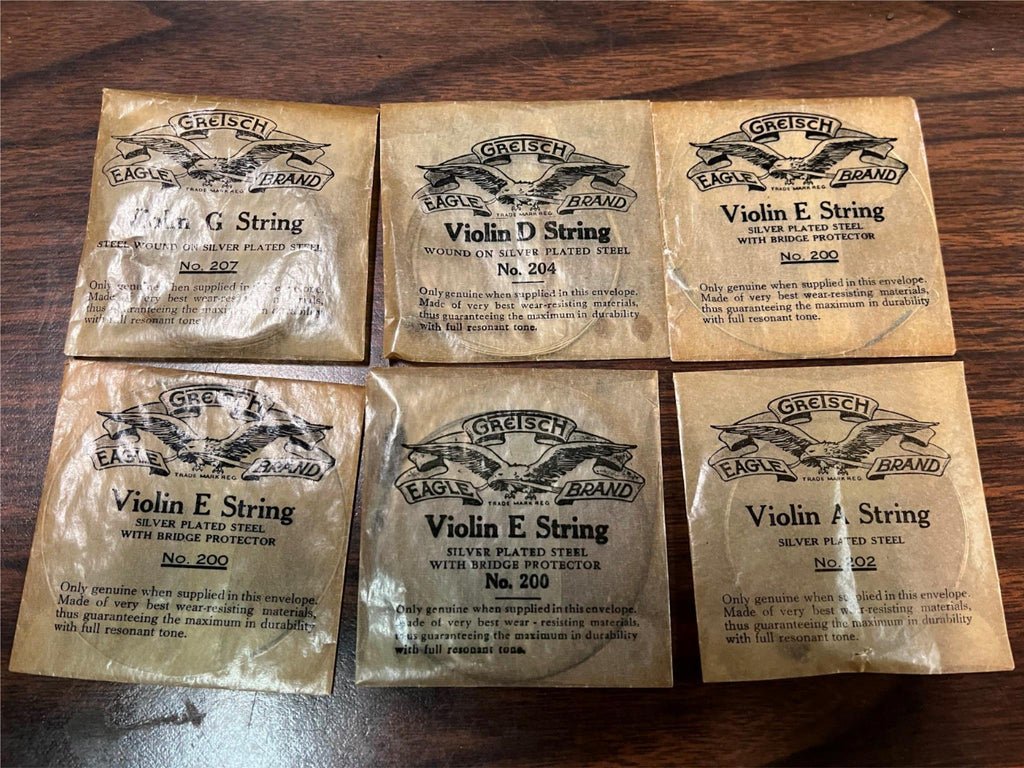 GRETSCH
EAGLE BRAND
TRADE MARK REG.
G String
STEEL WOUND ON SILVER PLATED STEEL
No. 207
Only genuine when supplied in envelope.
Made of very best
thus guaranteeing the in durability
with full resonant tone.
GRETSCH
EAGLE BRAND
TRADE MARK REG.
Violin D String
WOUND ON SILVER PLATED STEEL
No. 204
Only genuine when supplied in this envelope.
Made of very best wear-resisting materials,
thus guaranteeing the maximum in durability
with full resonant tone.
GRETSCH
EAGLE BRAND
TRADE MARK REG.
Violin E String
SILVER PLATED STEEL
WITH BRIDGE PROTECTOR
No. 200
Only genuine when supplied in this envelope.
Made of very best wear-resisting materials,
thus guaranteeing the maximum in durability
with full resonant tone.
GRETSCH
EAGLE BRAND
TRADE MARK REG.
Violin E String
SILVER PLATED STEEL
WITH BRIDGE PROTECTOR
No. 200
Only genuine when supplied in this envelope.
Made of very best wear-resisting materials,
thus guaranteeing the maximum in durability
with full resonant tone.
GRETSCH
EAGLE BRAND
TRADE MARK REG.
Violin E String
SILVER PLATED STEEL
WITH BRIDGE PROTECTOR
No. 200
Only genuine when supplied in this envelope.
Made of very best wear-resisting materials,
thus guaranteeing the maximum in durability
with full resonant tone.
GRETSCH
EAGLE BRAND
TRADE MARK REG.
Violin A String
SILVER PLATED STEEL
No. 202
Only genuine when supplied in this envelope.
Made of very best wear-resisting materials,
thus guaranteeing the maximum in durability
with full resonant tone.